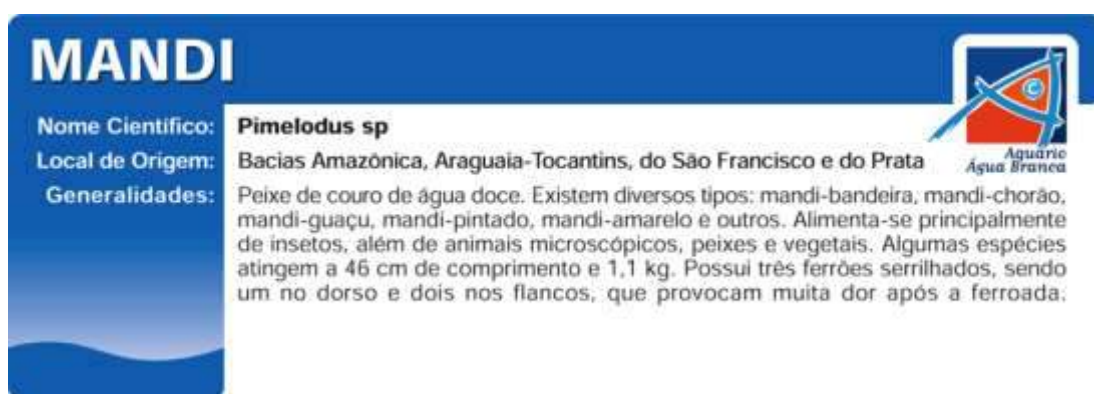 MANDI
Nome Científico: Pimelodus sp
Local de Origem: Bacias Amazônica, Araguaia-Tocantins, do São Francisco e do Prata
Aquário
Água Branca
Generalidades: Peixe de couro de água doce. Existem diversos tipos: mandi-bandeira, mandi-chorão,
mandi-guaçu, mandi-pintado, mandi-amarelo e outros. Alimenta-se principalmente
de insetos, além de animais microscópicos, peixes e vegetais. Algumas espécies
atingem a 46 cm de comprimento e 1,1 kg. Possui três ferrões serrilhados, sendo
um no dorso e dois nos flancos, que provocam muita dor após a ferroada.